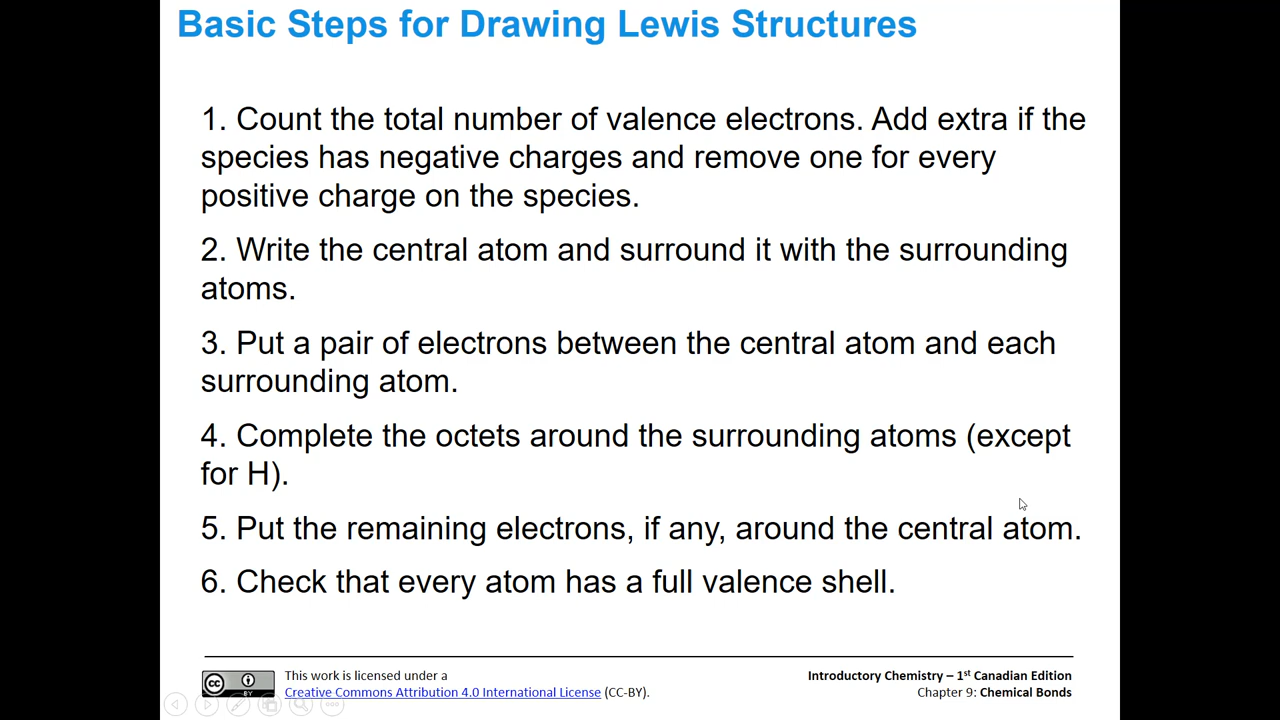 Basic Steps for Drawing Lewis Structures
1. Count the total number of valence electrons. Add extra if the
species has negative charges and remove one for every
positive charge on the species.
2. Write the central atom and surround it with the surrounding
atoms.
3. Put a pair of electrons between the central atom and each
surrounding atom.
4. Complete the octets around the surrounding atoms (except
for H).
5. Put the remaining electrons, if any, around the central atom.
6. Check that every atom has a full valence shell.
cc
BY
This work is licensed under a
Creative Commons Attribution 4.0 International License (CC-BY).
Introductory Chemistry – 1st Canadian Edition
Chapter 9: Chemical Bonds